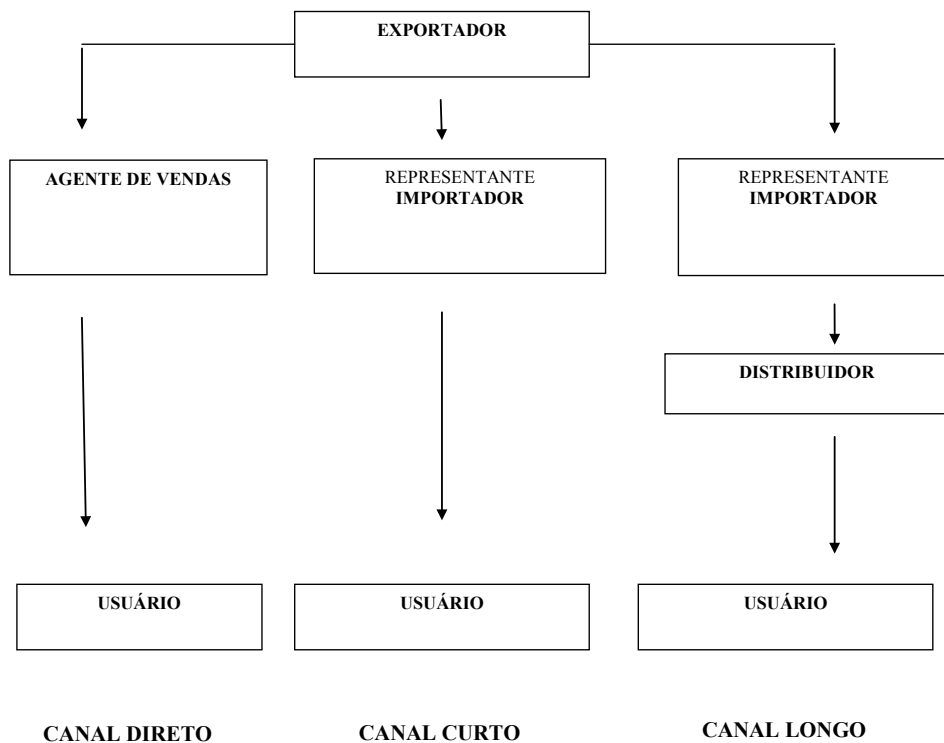 EXPORTADOR
AGENTE DE VENDAS
REPRESENTANTE
IMPORTADOR
REPRESENTANTE
IMPORTADOR
DISTRIBUIDOR
USUÁRIO
USUÁRIO
USUÁRIO
CANAL DIRETO
CANAL CURTO
CANAL LONGO